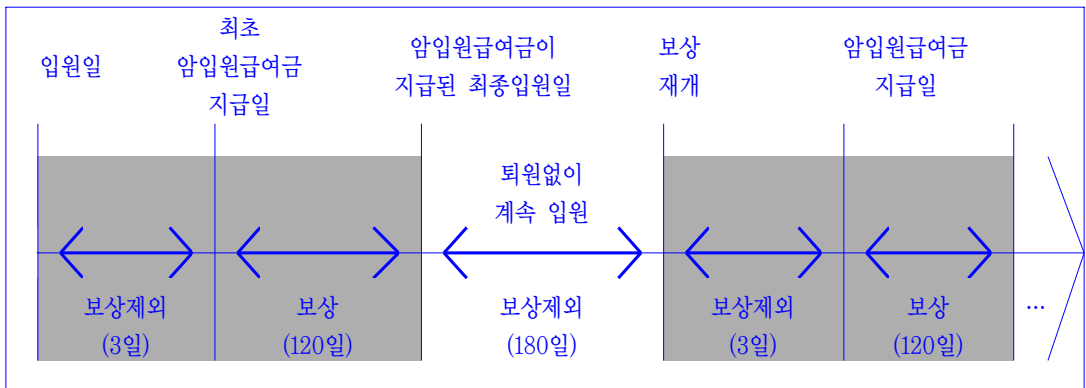 입원일
최초
암입원급여금
지급일
암입원급여금이
지급된 최종입원일
보상
재개
암입원급여금
지급일
퇴원없이
계속 입원
보상제외
(3일)
보상
(120일)
보상제외
(180일)
보상제외
(3일)
보상
(120일)
…